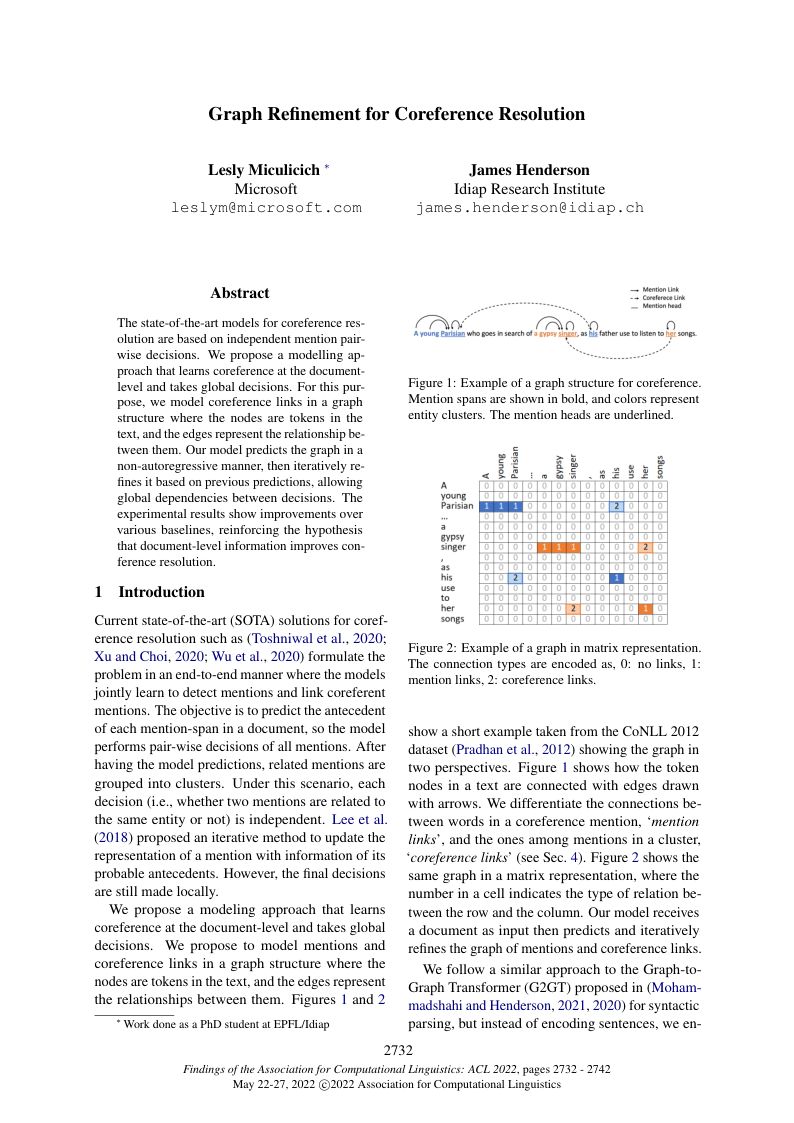 Graph Refinement for Coreference Resolution
Lesly Miculicich *
Microsoft
leslym@microsoft.com
James Henderson
Idiap Research Institute
james.henderson@idiap.ch
Abstract
The state-of-the-art models for coreference res-
olution are based on independent mention pair-
wise decisions. We propose a modelling ap-
proach that learns coreference at the document-
level and takes global decisions. For this pur-
pose, we model coreference links in a graph
structure where the nodes are tokens in the
text, and the edges represent the relationship be-
tween them. Our model predicts the graph in a
non-autoregressive manner, then iteratively re-
fines it based on previous predictions, allowing
global dependencies between decisions. The
experimental results show improvements over
various baselines, reinforcing the hypothesis
that document-level information improves con-
ference resolution.
1 Introduction
Current state-of-the-art (SOTA) solutions for coref-
erence resolution such as (Toshniwal et al., 2020;
Xu and Choi, 2020; Wu et al., 2020) formulate the
problem in an end-to-end manner where the models
jointly learn to detect mentions and link coreferent
mentions. The objective is to predict the antecedent
of each mention-span in a document, so the model
performs pair-wise decisions of all mentions. After
having the model predictions, related mentions are
grouped into clusters. Under this scenario, each
decision (i.e., whether two mentions are related to
the same entity or not) is independent. Lee et al.
(2018) proposed an iterative method to update the
representation of a mention with information of its
probable antecedents. However, the final decisions
are still made locally.
We propose a modeling approach that learns
coreference at the document-level and takes global
decisions. We propose to model mentions and
coreference links in a graph structure where the
nodes are tokens in the text, and the edges represent
the relationships between them. Figures 1 and 2
* Work done as a PhD student at EPFL/Idiap
Mention Link
Coreferece Link
Mention head
A young Parisian who goes in search of a gypsy singer, as his father use to listen to her songs.
Figure 1: Example of a graph structure for coreference.
Mention spans are shown in bold, and colors represent
entity clusters. The mention heads are underlined.
A young Parisian ... a gypsy singer , as his use her songs
A 0 0 0 0 0 0 0 0 0 0 0 0 0
young 0 0 0 0 0 0 0 0 0 0 0 0 0
Parisian 1 1 1 0 0 0 0 0 0 2 0 0 0
... 0 0 0 0 0 0 0 0 0 0 0 0 0
a 0 0 0 0 0 0 0 0 0 0 0 0 0
gypsy 0 0 0 0 0 0 0 0 0 0 0 0 0
singer 0 0 0 0 1 1 1 0 0 0 0 2 0
, 0 0 0 0 0 0 0 0 0 0 0 0 0
as 0 0 0 0 0 0 0 0 0 0 0 0 0
his 0 0 2 0 0 0 0 0 0 1 0 0 0
use 0 0 0 0 0 0 0 0 0 0 0 0 0
to 0 0 0 0 0 0 0 0 0 0 0 0 0
her 0 0 0 0 0 0 2 0 0 0 0 1 0
songs 0 0 0 0 0 0 0 0 0 0 0 0 0
Figure 2: Example of a graph in matrix representation.
The connection types are encoded as, 0: no links, 1:
mention links, 2: coreference links.
show a short example taken from the CoNLL 2012
dataset (Pradhan et al., 2012) showing the graph in
two perspectives. Figure 1 shows how the token
nodes in a text are connected with edges drawn
with arrows. We differentiate the connections be-
tween words in a coreference mention, ‘mention
links’, and the ones among mentions in a cluster,
‘coreference links’ (see Sec. 4). Figure 2 shows the
same graph in a matrix representation, where the
number in a cell indicates the type of relation be-
tween the row and the column. Our model receives
a document as input then predicts and iteratively
refines the graph of mentions and coreference links.
We follow a similar approach to the Graph-to-
Graph Transformer (G2GT) proposed in (Moham-
madshahi and Henderson, 2021, 2020) for syntactic
parsing, but instead of encoding sentences, we en-
2732
Findings of the Association for Computational Linguistics: ACL 2022, pages 2732 - 2742
May 22-27, 2022 ©2022 Association for Computational Linguistics